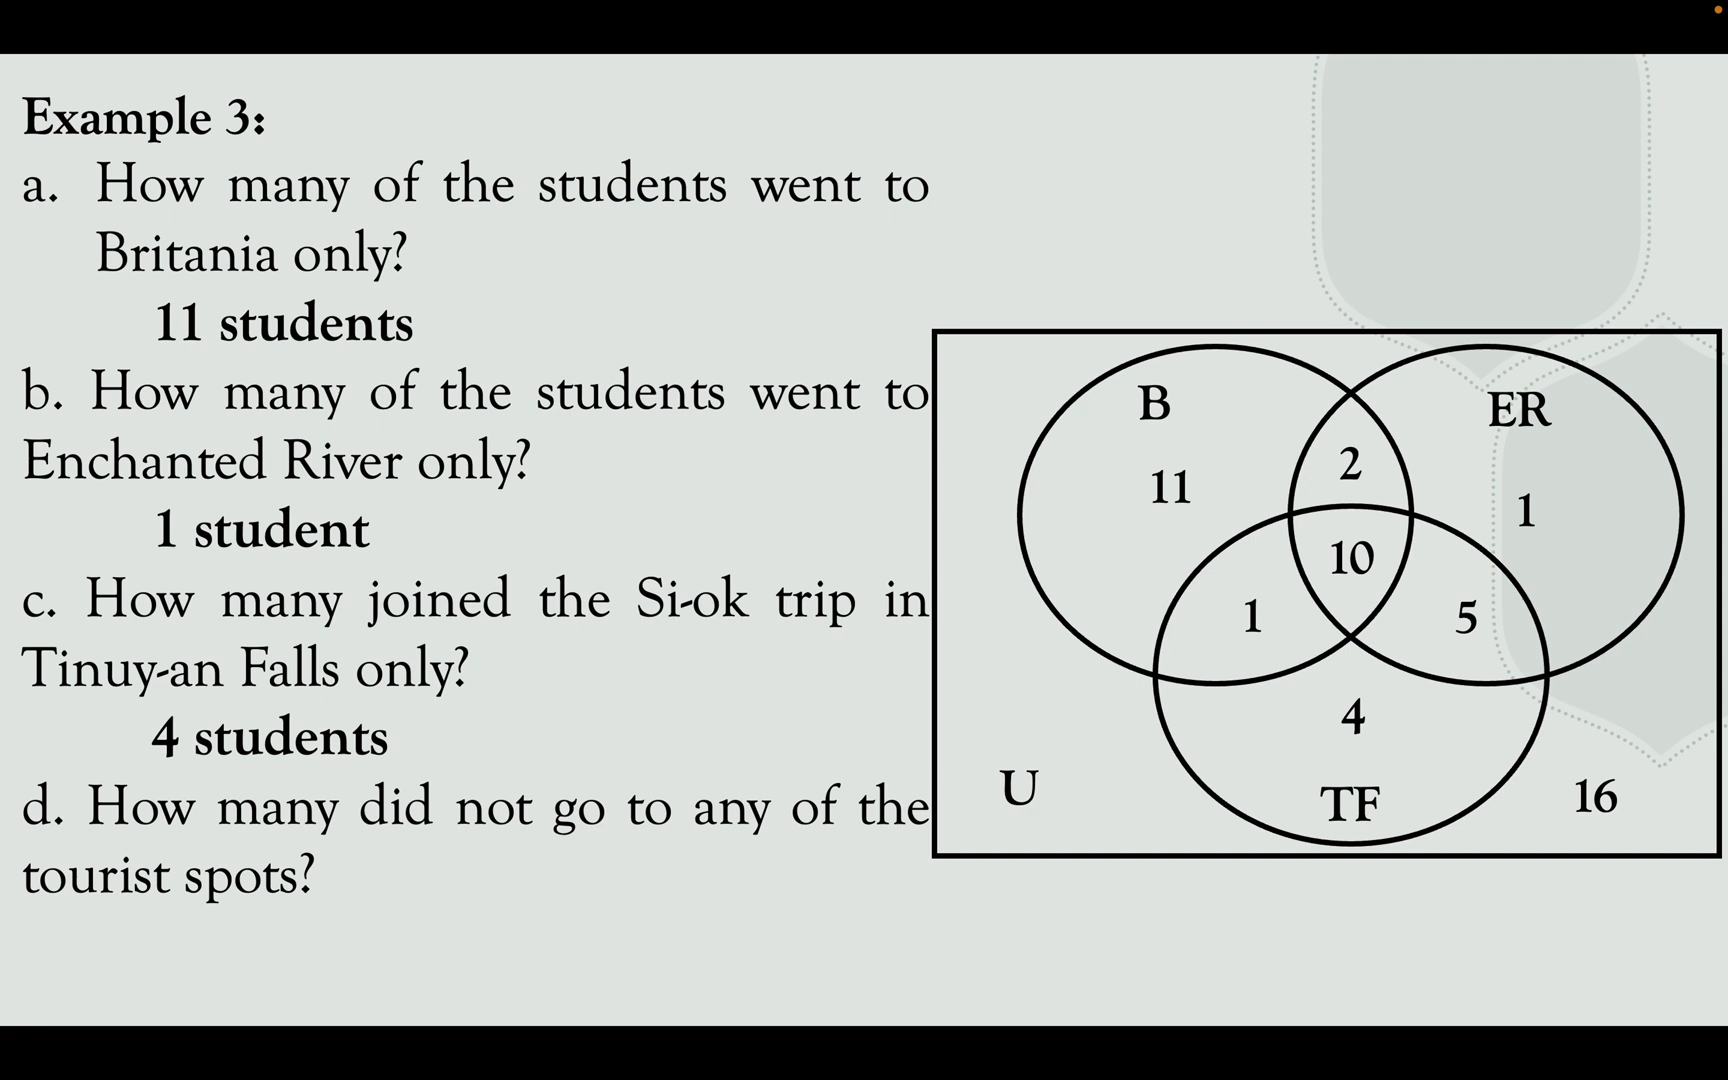 Example 3:
a. How many of the students went to
Britania only?
11 students
b. How many of the students went to
Enchanted River only?
1 student
c. How many joined the Si-ok trip in
Tinuy-an Falls only?
4 students
d. How many did not go to any of the
tourist spots?
B
ER
2
11
1
10
1
5
4
U
TF
16